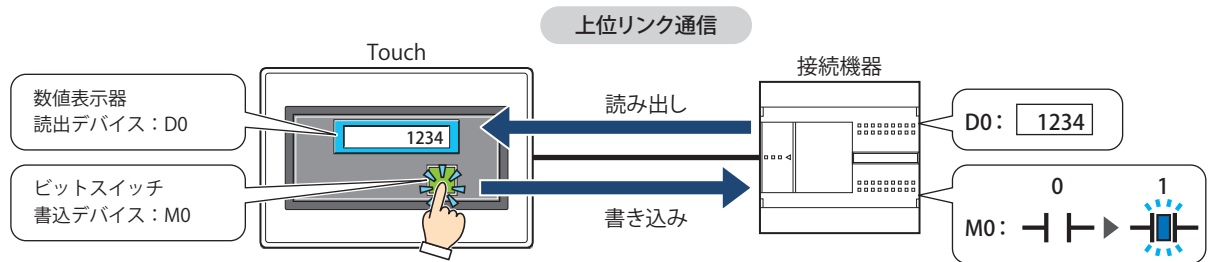 上位リンク通信
Touch
接続機器
数値表示器
読出デバイス：D0
1234
読み出し
D0： 1234
ビットスイッチ
書込デバイス：M0
書き込み
0 1
M0：